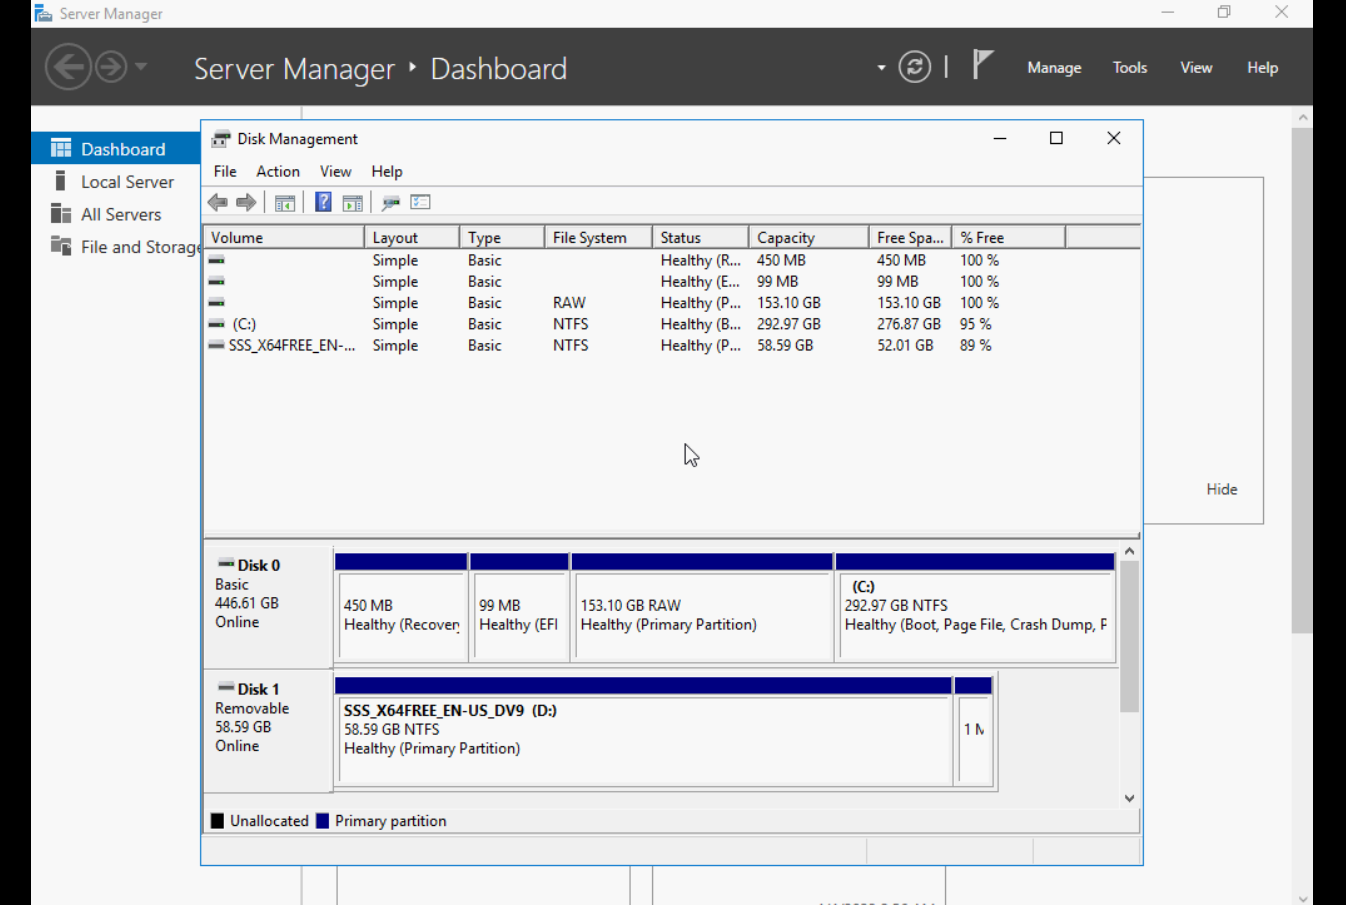 Server Manager
Server Manager Dashboard
Manage Tools View Help
Dashboard
Local Server
All Servers
File and Storage
Disk Management
File Action View Help
Volume Layout Type File System Status Capacity Free Spa... % Free
Simple Basic Healthy (R... 450 MB 450 MB 100 %
Simple Basic Healthy (E... 99 MB 99 MB 100 %
Simple Basic RAW Healthy (P... 153.10 GB 153.10 GB 100 %
(C:) Simple Basic NTFS Healthy (B... 292.97 GB 276.87 GB 95 %
SSS_X64FREE_EN-... Simple Basic NTFS Healthy (P... 58.59 GB 52.01 GB 89 %
Hide
Disk 0
Basic
446.61 GB
Online
450 MB
Healthy (Recover
99 MB
Healthy (EFI
153.10 GB RAW
Healthy (Primary Partition)
(C:)
292.97 GB NTFS
Healthy (Boot, Page File, Crash Dump, P
Disk 1
Removable
58.59 GB
Online
SSS_X64FREE_EN-US_DV9 (D:)
58.59 GB NTFS
Healthy (Primary Partition)
1 M
Unallocated Primary partition